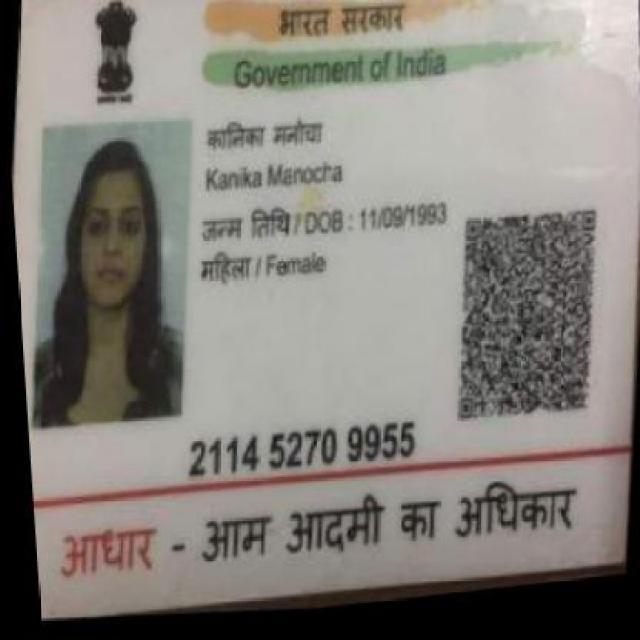 भारत सरकार
Government of India
कानिका मनोचा
Kanika Manocha
जन्म तिथि / DOB : 11/09/1993
महिला / Female
2114 5270 9955
आधार - आम आदमी का अधिकार